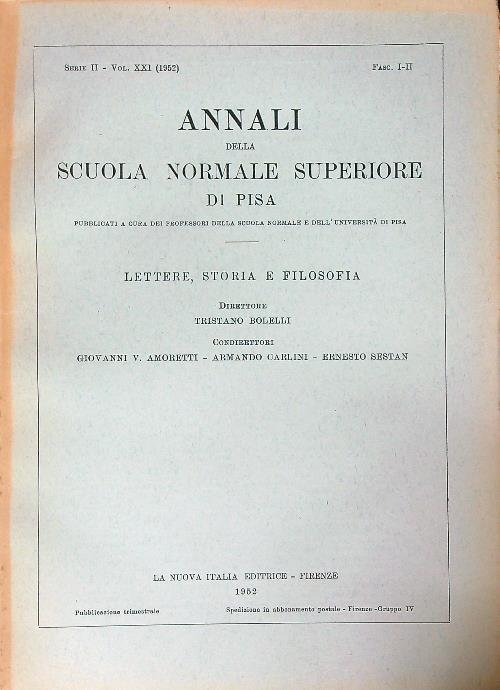 Serie II - Vol. XXI (1952) Fasc. I-II
ANNALI
DELLA
SCUOLA NORMALE SUPERIORE
DI PISA
PUBBLICATI A CURA DEI PROFESSORI DELLA SCUOLA NORMALE E DELL'UNIVERSITÀ DI PISA
LETTERE, STORIA E FILOSOFIA
Direttore
TRISTANO BOLELLI
Condirettori
GIOVANNI V. AMORETTI - ARMANDO CARLINI - ERNESTO SESTAN
LA NUOVA ITALIA EDITRICE - FIRENZE
1952
Pubblicazione trimestrale Spedizione in abbonamento postale - Firenze - Gruppo IV